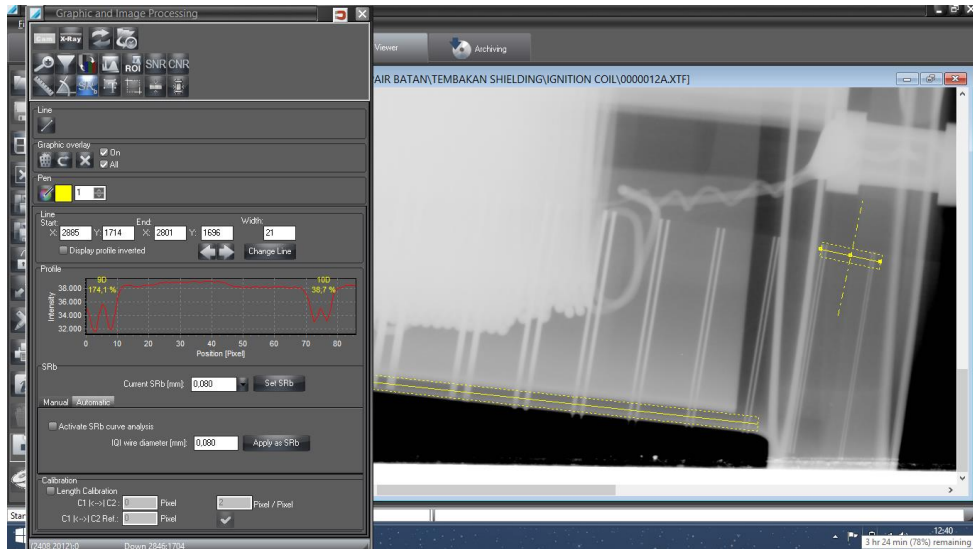 Graphic and Image Processing
X-Ray
ROI SNR CNR
Viewer
Archiving
AIR BATAN\TEMBAKAN SHIELDING\IGNITION COIL\0000012A.XTF]
Line
Graphic overlay
On
All
Pen
1
Line
Start: End: Width:
X: 2885 Y: 1714 X: 2801 Y: 1696 21
Display profile inverted
Change Line
Profile
9D 10D
174,1 % 38,7 %
Intensity
38.000
36.000
34.000
32.000
0 10 20 30 40 50 60 70 80
Position [Pixel]
SRb
Current SRb [mm]: 0,080 Set SRb
Manual Automatic
Activate SRb curve analysis
IQI wire diameter [mm]: 0,080 Apply as SRb
Calibration
Length Calibration
C1 |<-->| C2 : 0 Pixel 2 Pixel / Pixel
C1 |<-->| C2 Ref.: 0 Pixel
(2408,2012):0 Down 2846:1704
Star
12:40
3 hr 24 min (78%) remaining